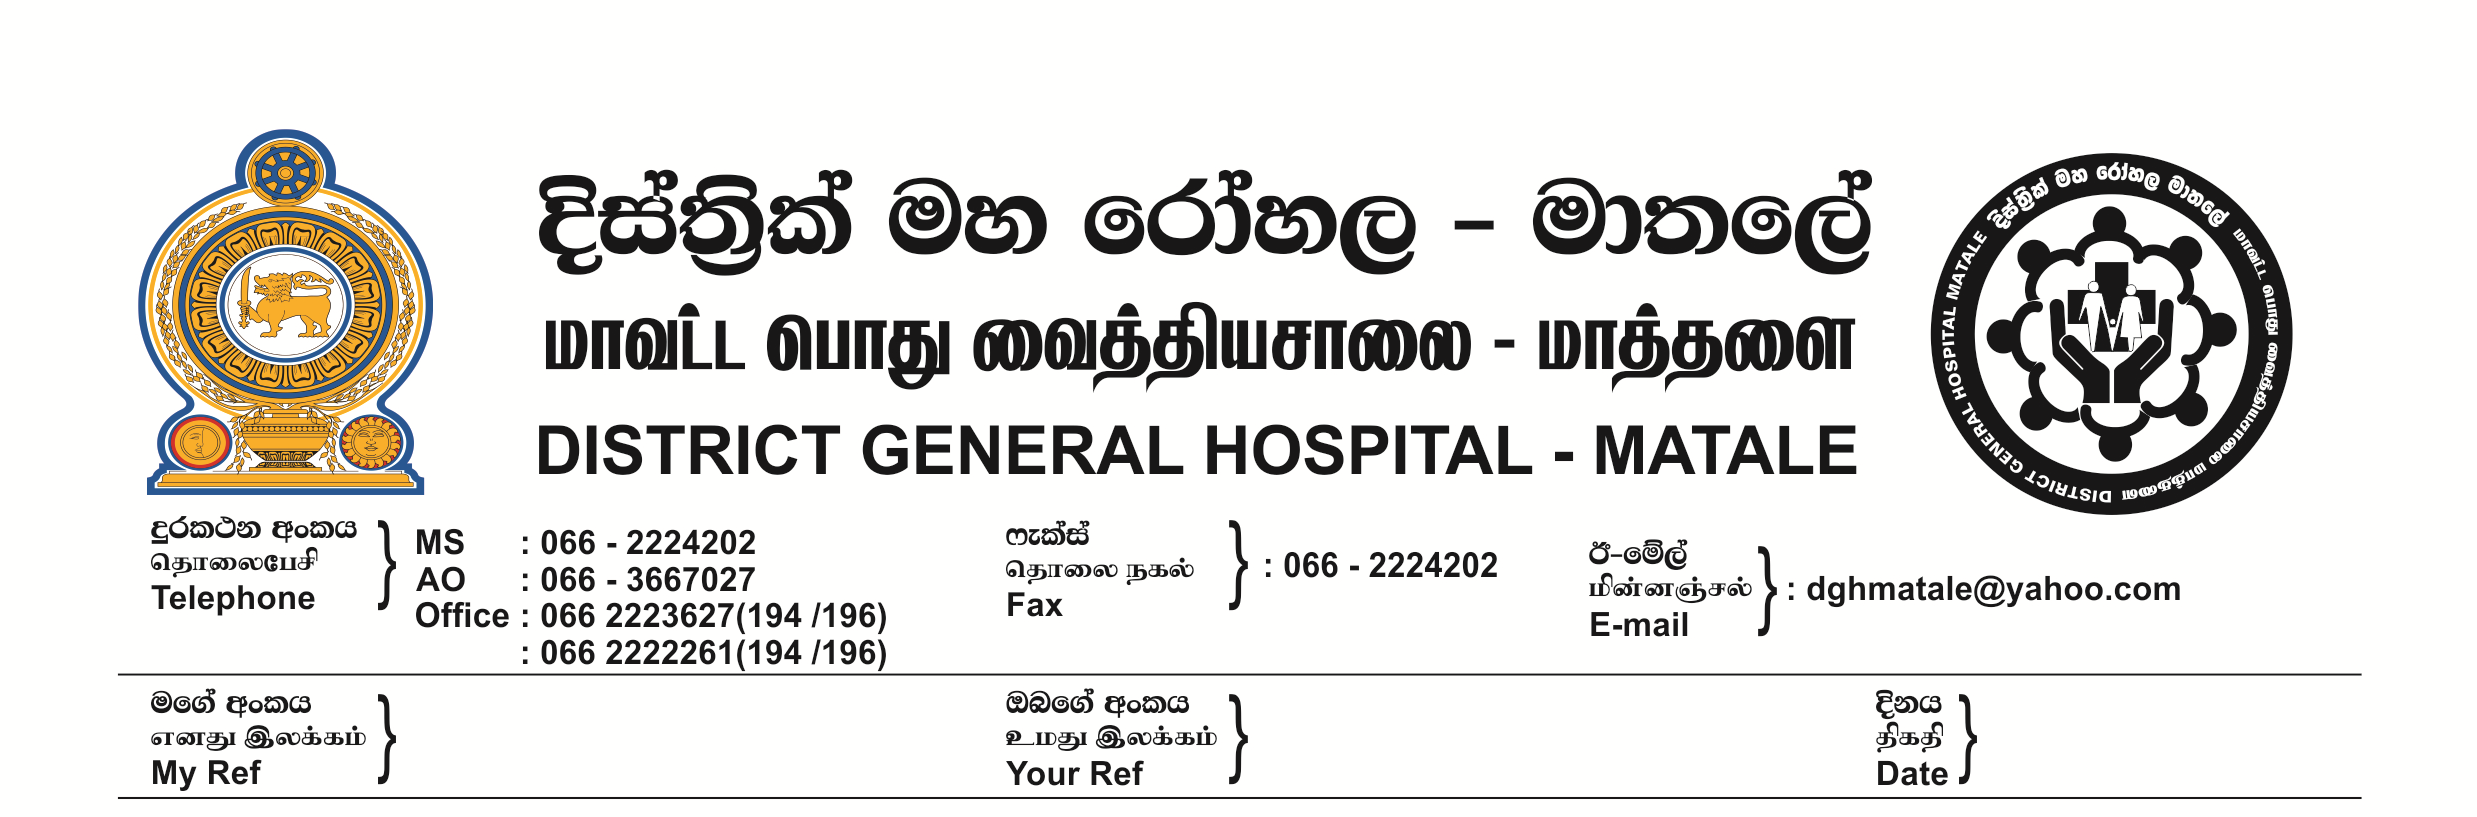 දිස්ත්‍රික් මහ රෝහල – මාතලේ
மாவட்ட பொது வைத்தியசாலை - மாத்தளை
DISTRICT GENERAL HOSPITAL - MATALE
දිස්ත්‍රික් මහ රෝහල මාතලේ
மாவட்ட பொது வைத்தியசாலை மாத்தளை
DISTRICT GENERAL HOSPITAL MATALE
දුරකථන අංකය
தொலைபேசி
Telephone
MS : 066 - 2224202
AO : 066 - 3667027
Office : 066 2223627(194 /196)
: 066 2222261(194 /196)
ෆැක්ස්
தொலை நகல்
Fax
: 066 - 2224202
ඊ-මේල්
மின்னஞ்சல்
E-mail
: dghmatale@yahoo.com
මගේ අංකය
எனது இலக்கம்
My Ref
ඔබගේ අංකය
உமது இலக்கம்
Your Ref
දිනය
திகதி
Date